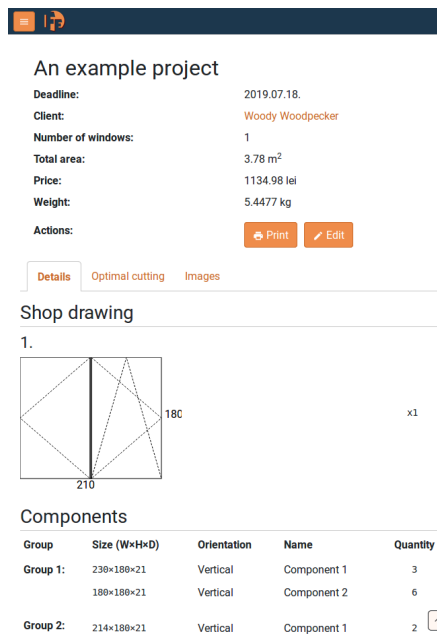 An example project
Deadline: 2019.07.18.
Client: Woody Woodpecker
Number of windows: 1
Total area: 3.78 m²
Price: 1134.98 lei
Weight: 5.4477 kg
Actions: Print Edit
Details Optimal cutting Images
Shop drawing
1.
180
x1
210
Components
Group Size (W×H×D) Orientation Name Quantity
Group 1: 230×180×21 Vertical Component 1 3
180×180×21 Vertical Component 2 6
Group 2: 214×180×21 Vertical Component 1 2